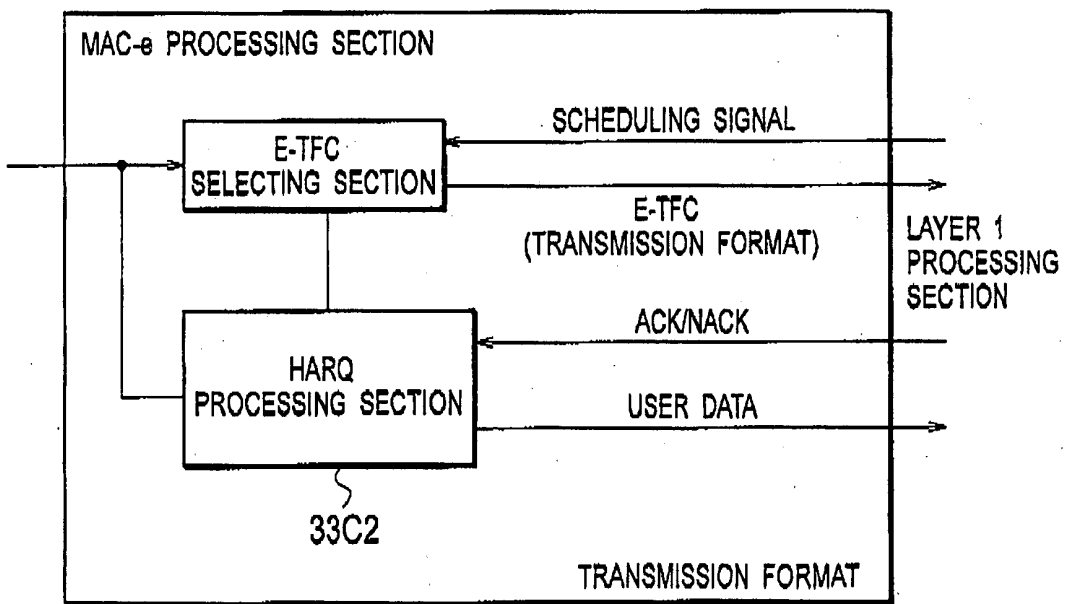 MAC-e PROCESSING SECTION
SCHEDULING SIGNAL
E-TFC
SELECTING SECTION
E-TFC
(TRANSMISSION FORMAT)
LAYER 1
PROCESSING
SECTION
ACK/NACK
HARQ
PROCESSING SECTION
USER DATA
33C2
TRANSMISSION FORMAT